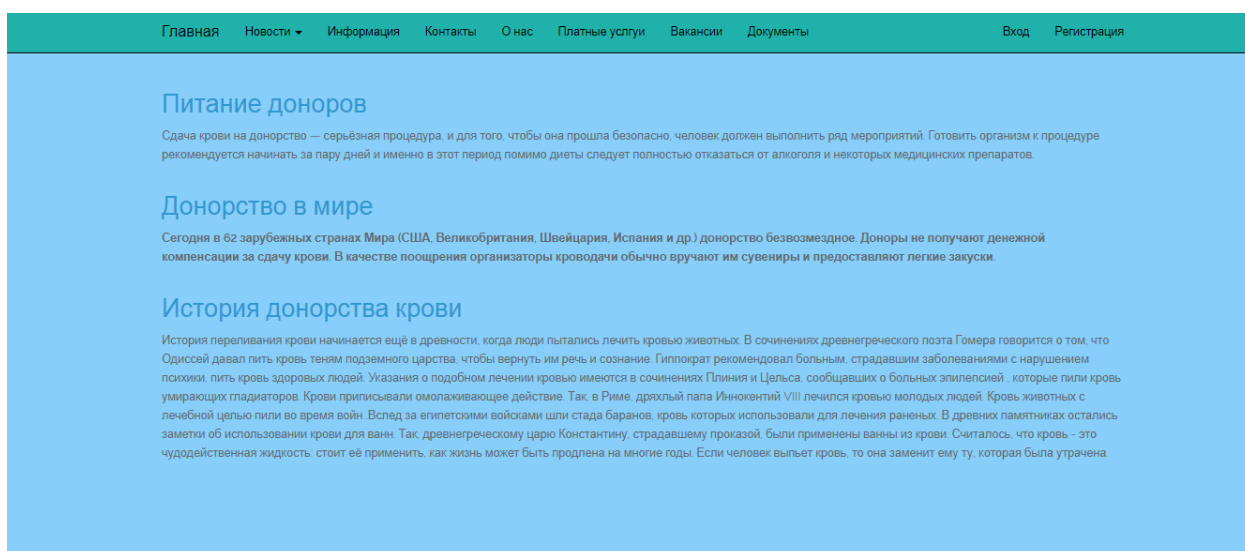 Главная Новости Информация Контакты О нас Платные услгуи Вакансии Документы Вход Регистрация
Питание доноров
Сдача крови на донорство — серьёзная процедура, и для того, чтобы она прошла безопасно, человек должен выполнить ряд мероприятий. Готовить организм к процедуре
рекомендуется начинать за пару дней и именно в этот период помимо диеты следует полностью отказаться от алкоголя и некоторых медицинских препаратов.
Донорство в мире
Сегодня в 62 зарубежных странах Мира (США, Великобритания, Швейцария, Испания и др.) донорство безвозмездное. Доноры не получают денежной
компенсации за сдачу крови. В качестве поощрения организаторы кроводачи обычно вручают им сувениры и предоставляют легкие закуски.
История донорства крови
История переливания крови начинается ещё в древности, когда люди пытались лечить кровью животных. В сочинениях древнегреческого поэта Гомера говорится о том, что
Одиссей давал пить кровь теням подземного царства, чтобы вернуть им речь и сознание. Гиппократ рекомендовал больным, страдавшим заболеваниями с нарушением
психики, пить кровь здоровых людей. Указания о подобном лечении кровью имеются в сочинениях Плиния и Цельса, сообщавших о больных эпилепсией , которые пили кровь
умирающих гладиаторов. Крови приписывали омолаживающее действие. Так, в Риме, дряхлый папа Иннокентий VIII лечился кровью молодых людей. Кровь животных с
лечебной целью пили во время войн. Вслед за египетскими войсками шли стада баранов, кровь которых использовали для лечения раненых. В древних памятниках остались
заметки об использовании крови для ванн. Так, древнегреческому царю Константину, страдавшему проказой, были применены ванны из крови. Считалось, что кровь - это
чудодейственная жидкость: стоит её применить, как жизнь может быть продлена на многие годы. Если человек выпьет кровь, то она заменит ему ту, которая была утрачена.